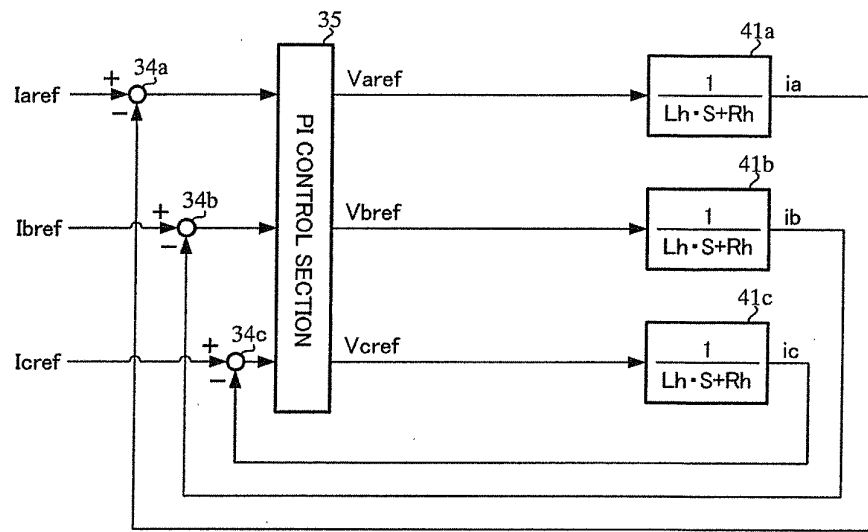 35
41a
34a
Iaref
+
−
Varef
1
Lh·S+Rh
ia
PI CONTROL SECTION
41b
34b
Ibref
+
−
Vbref
1
Lh·S+Rh
ib
41c
34c
Icref
+
−
Vcref
1
Lh·S+Rh
ic